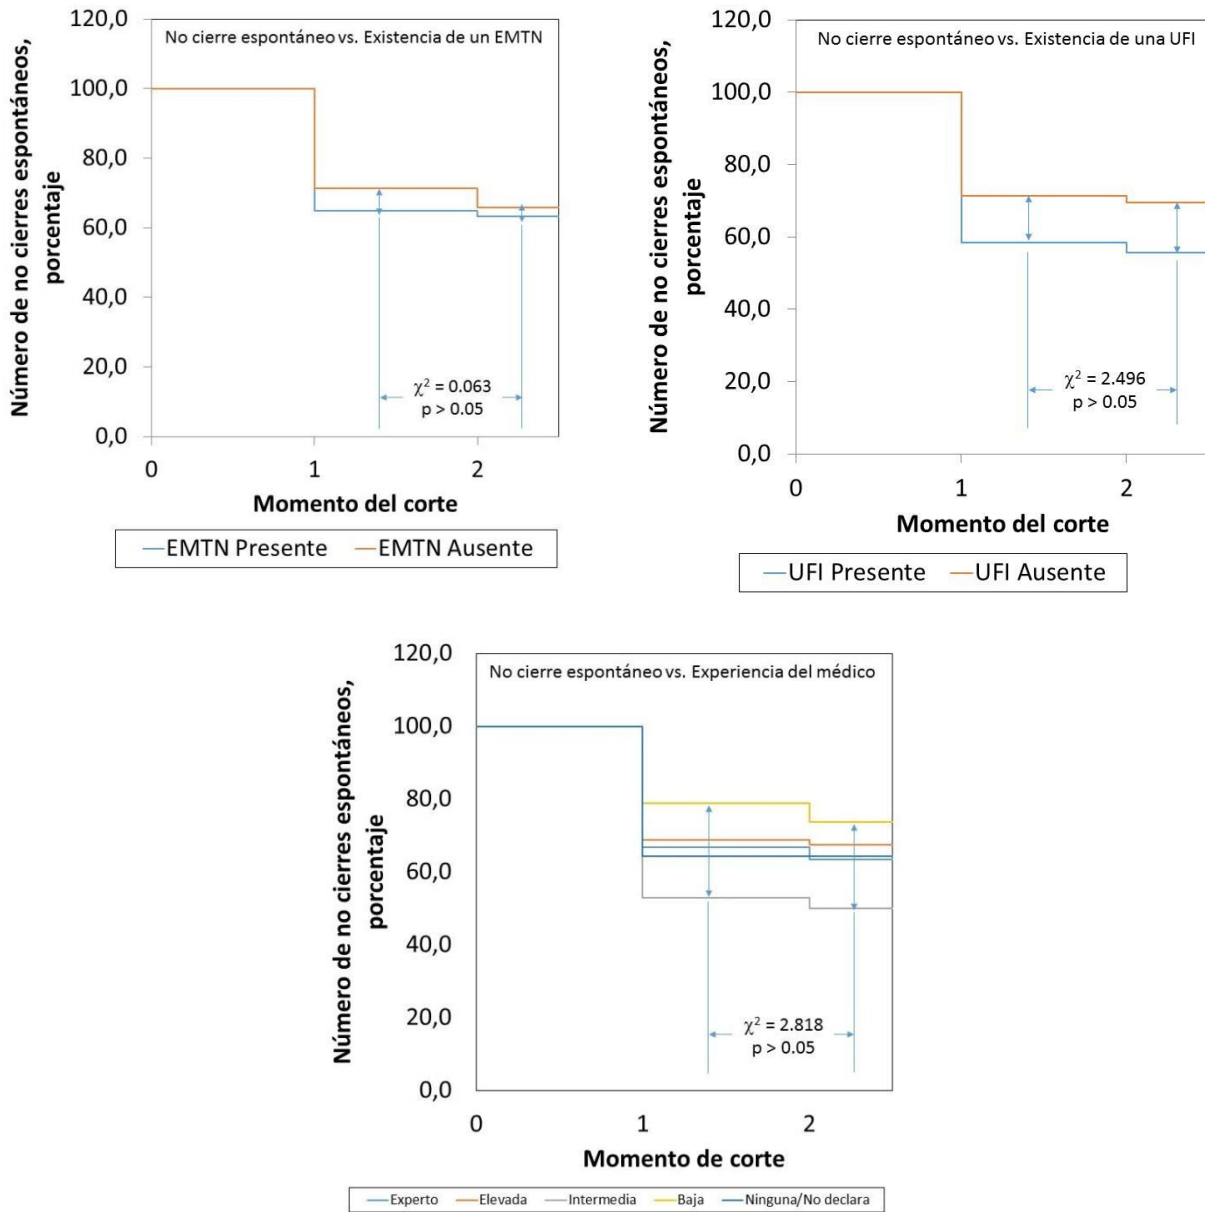 No cierre espontáneo vs. Existencia de un EMTN
Número de no cierres espontáneos,
porcentaje
120,0
100,0
80,0
60,0
40,0
20,0
0,0
χ² = 0.063
p > 0.05
0 1 2
Momento del corte
EMTN Presente EMTN Ausente
No cierre espontáneo vs. Existencia de una UFI
Número de no cierres espontáneos,
porcentaje
120,0
100,0
80,0
60,0
40,0
20,0
0,0
χ² = 2.496
p > 0.05
0 1 2
Momento del corte
UFI Presente UFI Ausente
No cierre espontáneo vs. Experiencia del médico
Número de no cierres espontáneos,
porcentaje
120,0
100,0
80,0
60,0
40,0
20,0
0,0
χ² = 2.818
p > 0.05
0 1 2
Momento de corte
Experto Elevada Intermedia Baja Ninguna/No declara